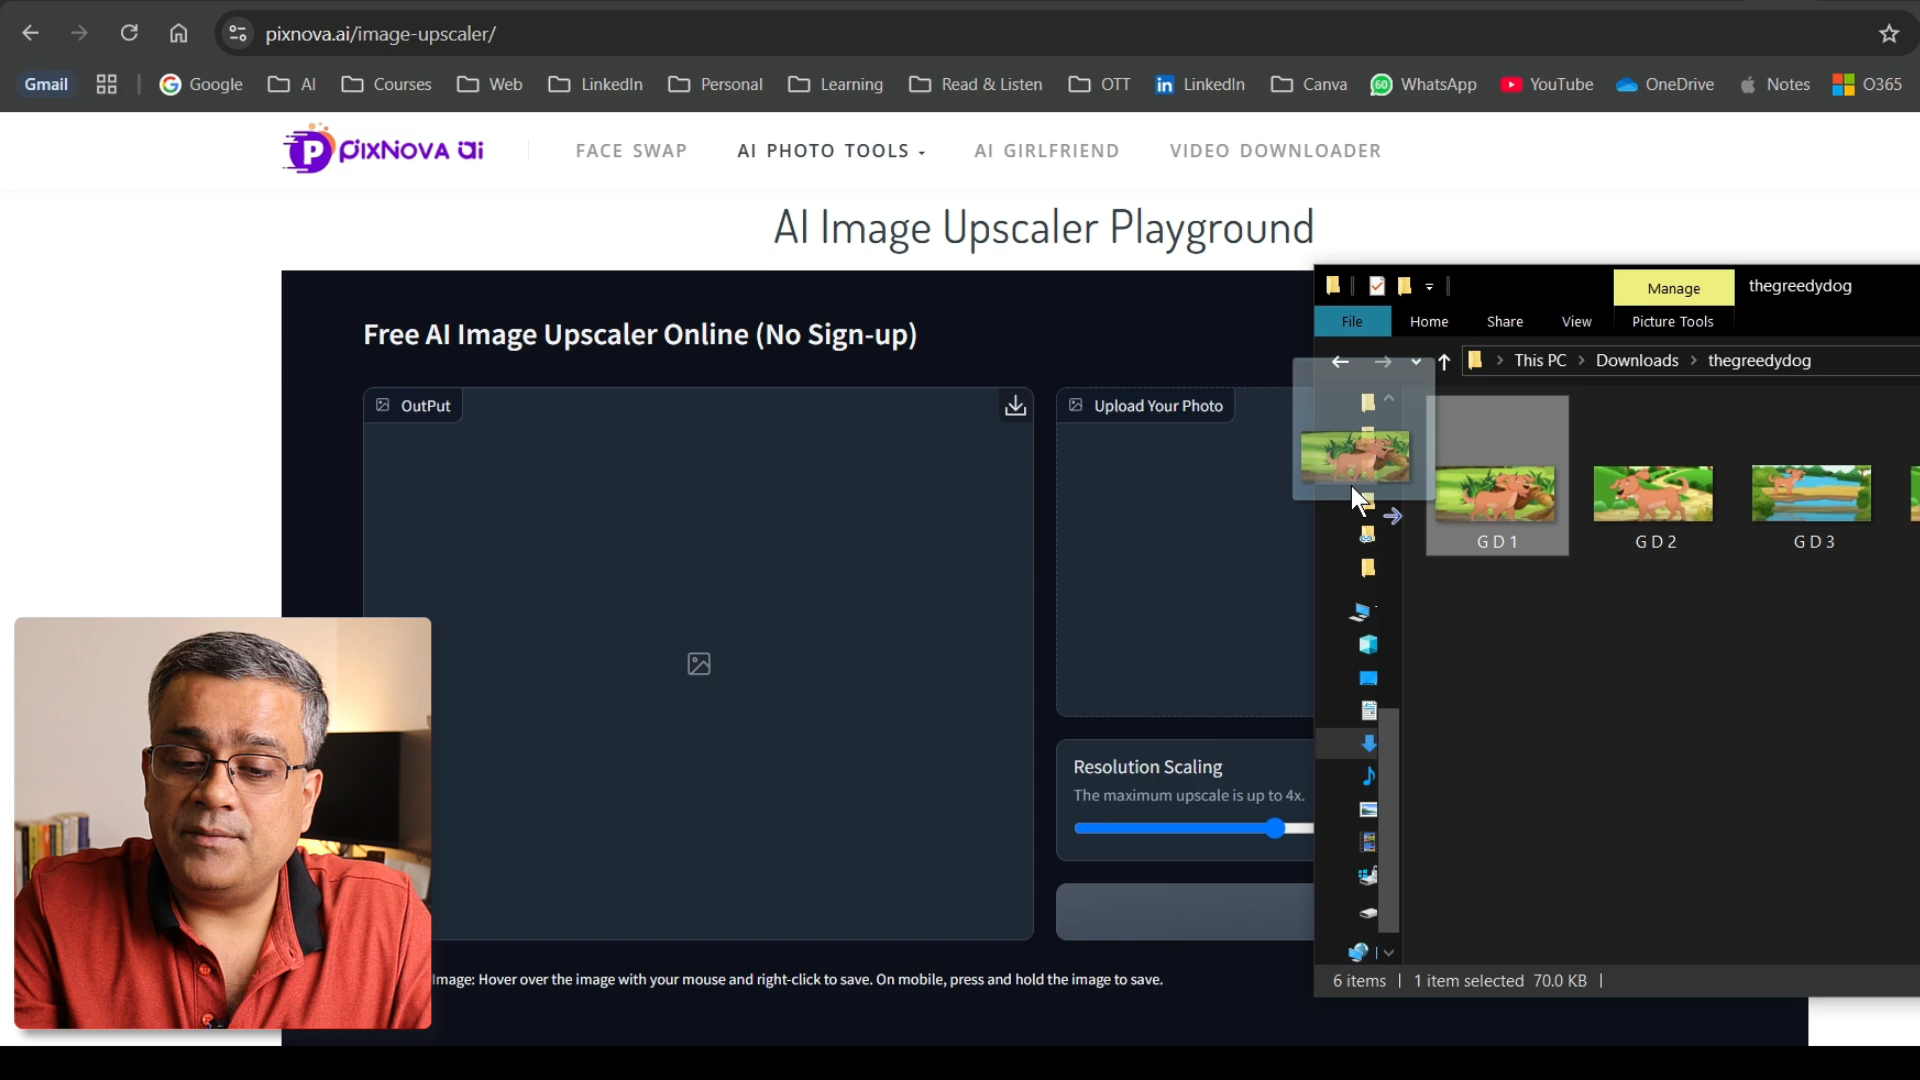 pixnova.ai/image-upscaler/
Gmail Google AI Courses Web LinkedIn Personal Learning Read & Listen OTT LinkedIn Canva WhatsApp YouTube OneDrive Notes O365
PixNova ai FACE SWAP AI PHOTO TOOLS AI GIRLFRIEND VIDEO DOWNLOADER
AI Image Upscaler Playground
Free AI Image Upscaler Online (No Sign-up)
OutPut
Upload Your Photo
Resolution Scaling
The maximum upscale is up to 4x.
Image: Hover over the image with your mouse and right-click to save. On mobile, press and hold the image to save.
Manage thegreedydog
File Home Share View Picture Tools
This PC > Downloads > thegreedydog
G D 1 G D 2 G D 3
6 items 1 item selected 70.0 KB